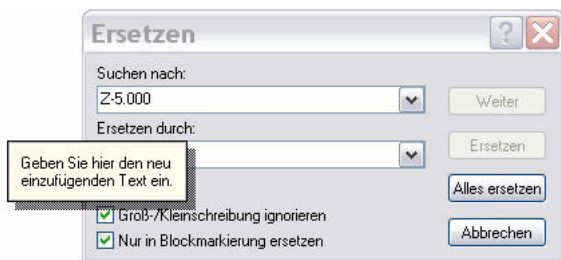 Ersetzen
?
Suchen nach:
Z-5.000
Weiter
Ersetzen durch:
Ersetzen
Geben Sie hier den neu
einzufügenden Text ein.
Alles ersetzen
Groß-/Kleinschreibung ignorieren
Nur in Blockmarkierung ersetzen
Abbrechen